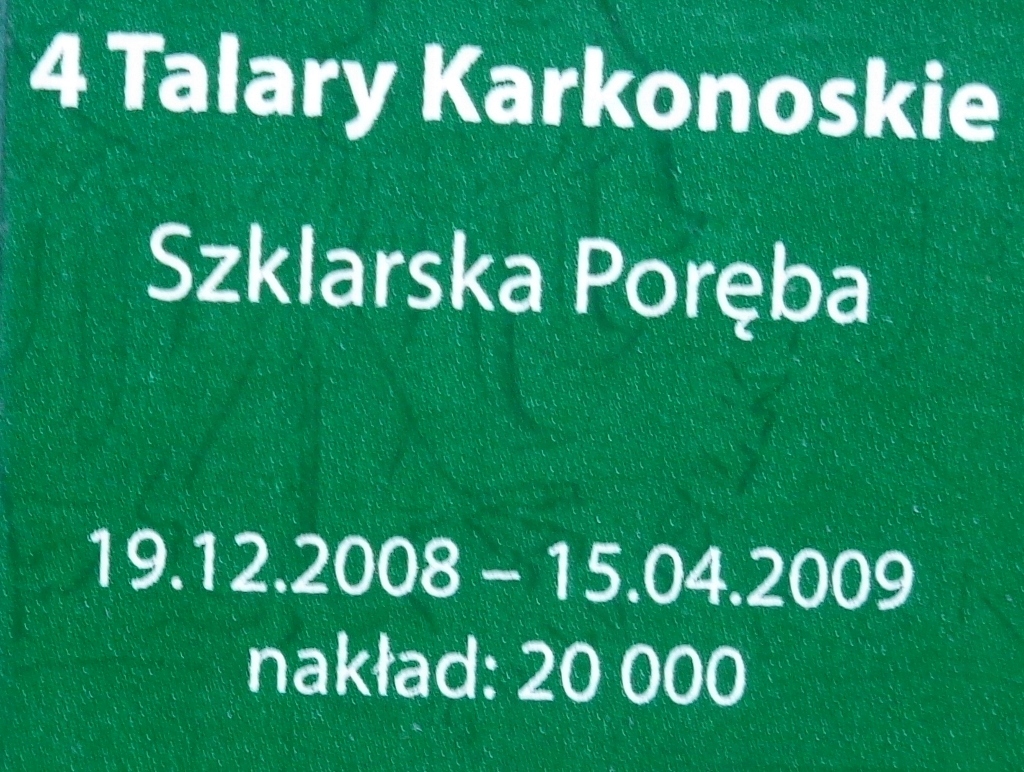 4 Talary Karkonoskie
Szklarska Poręba
19.12.2008 – 15.04.2009
nakład: 20 000